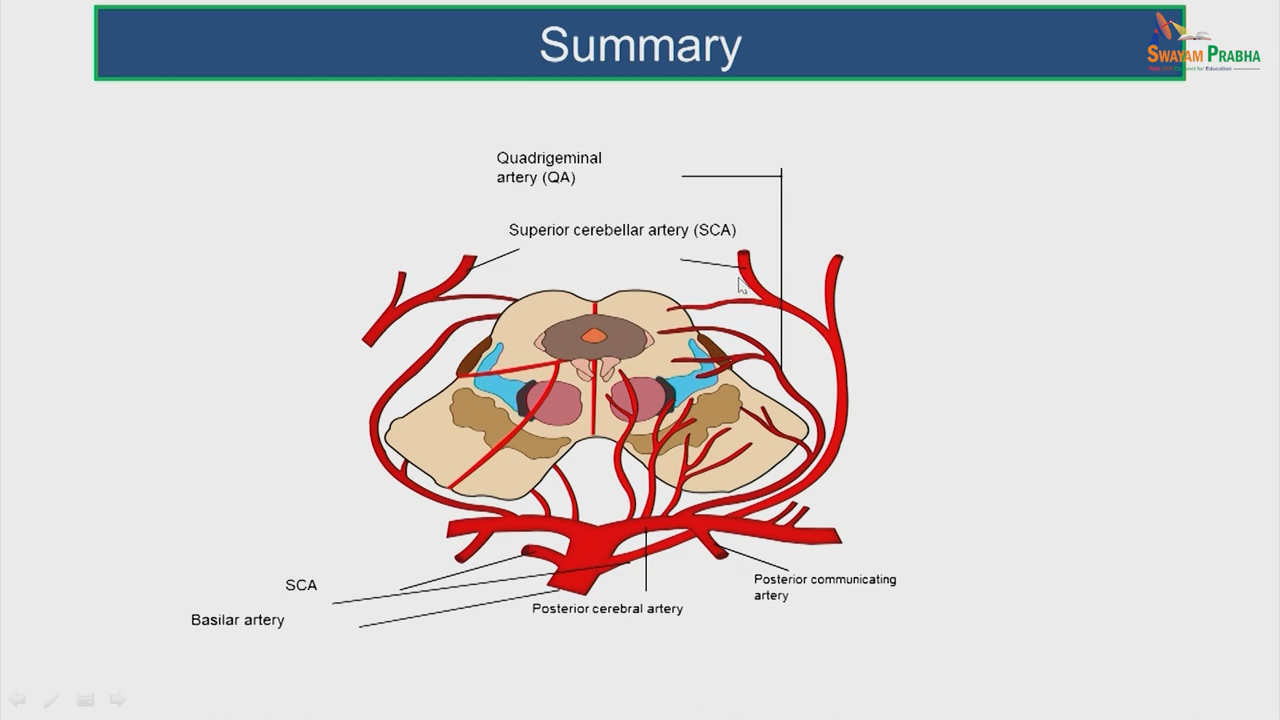 Summary
SWAYAM PRABHA
Quadrigeminal
artery (QA)
Superior cerebellar artery (SCA)
SCA
Basilar artery
Posterior cerebral artery
Posterior communicating
artery